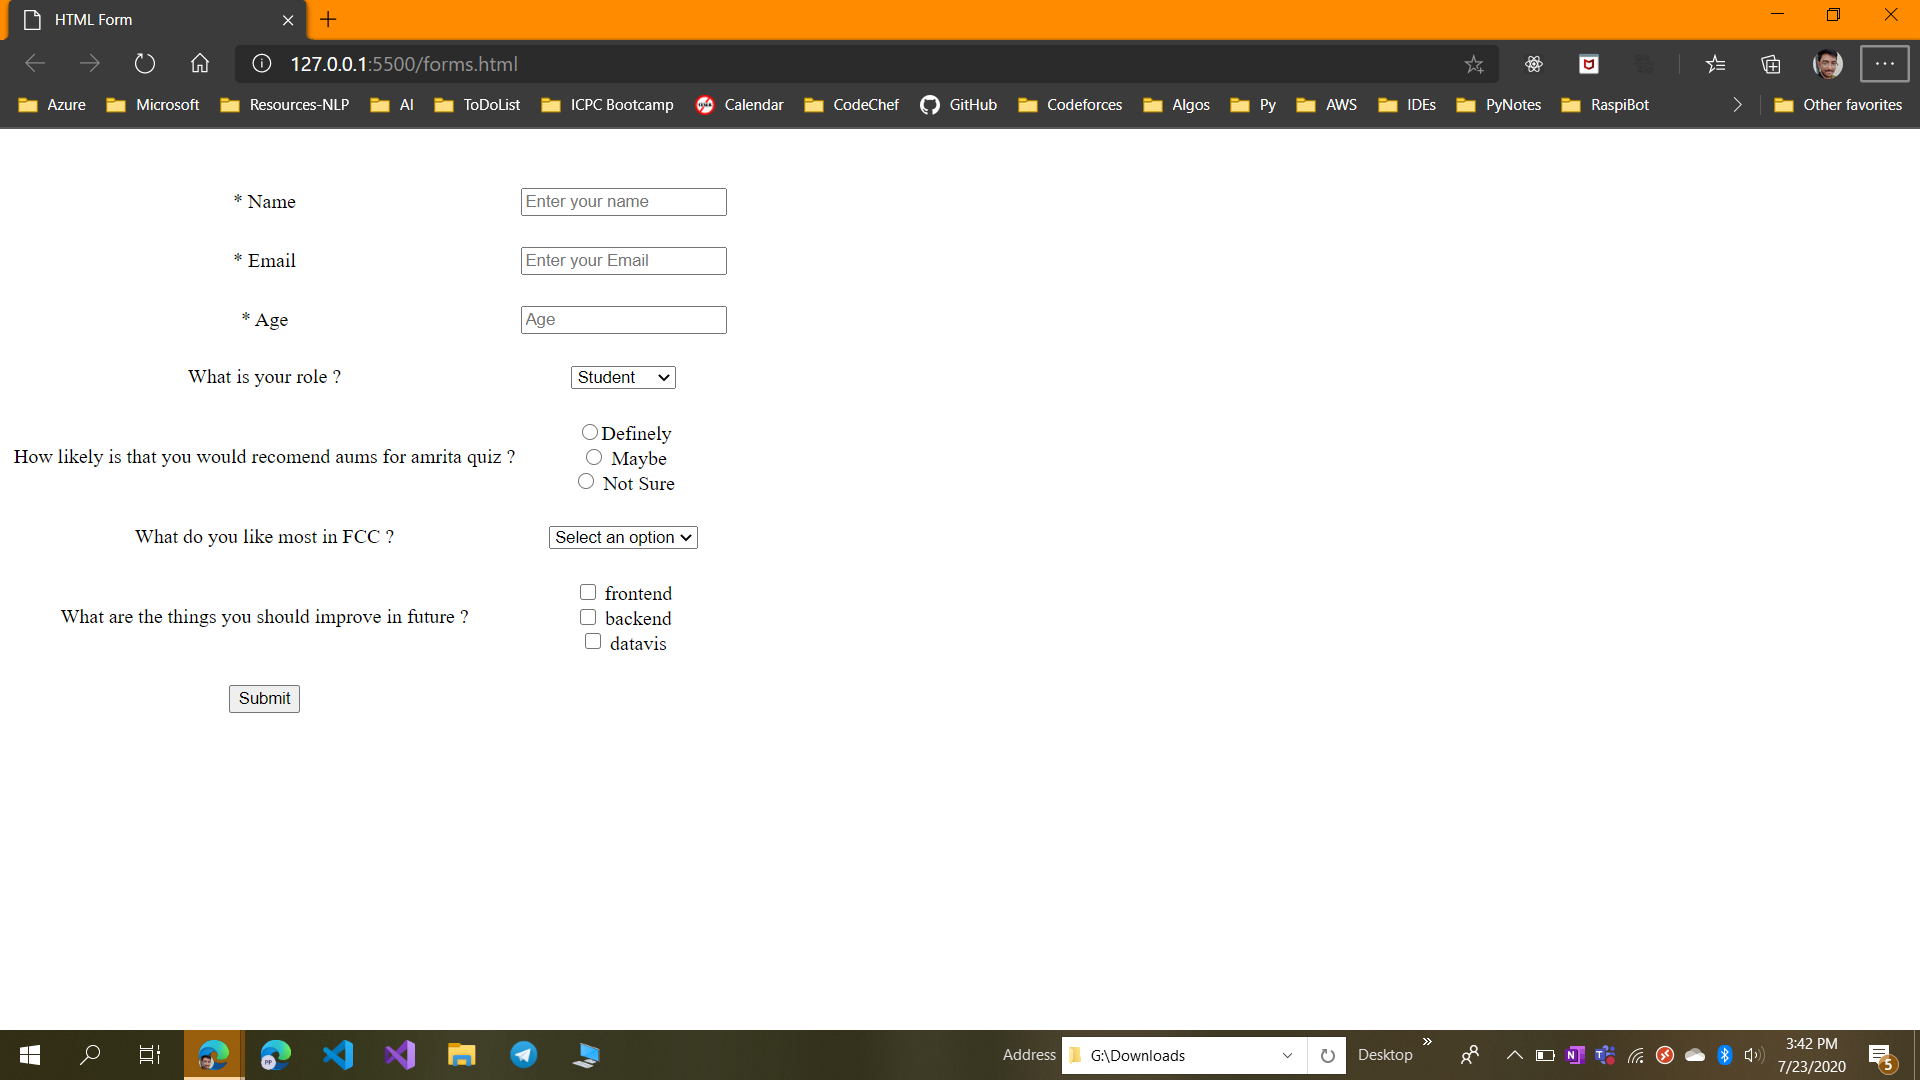 HTML Form
127.0.0.1:5500/forms.html
Azure Microsoft Resources-NLP AI ToDoList ICPC Bootcamp Calendar CodeChef GitHub Codeforces Algos Py AWS IDEs PyNotes RaspiBot Other favorites
* Name Enter your name
* Email Enter your Email
* Age Age
What is your role ? Student
How likely is that you would recomend aums for amrita quiz ?
Definely
Maybe
Not Sure
What do you like most in FCC ? Select an option
What are the things you should improve in future ?
frontend
backend
datavis
Submit
Address G:\Downloads Desktop
3:42 PM
7/23/2020
5